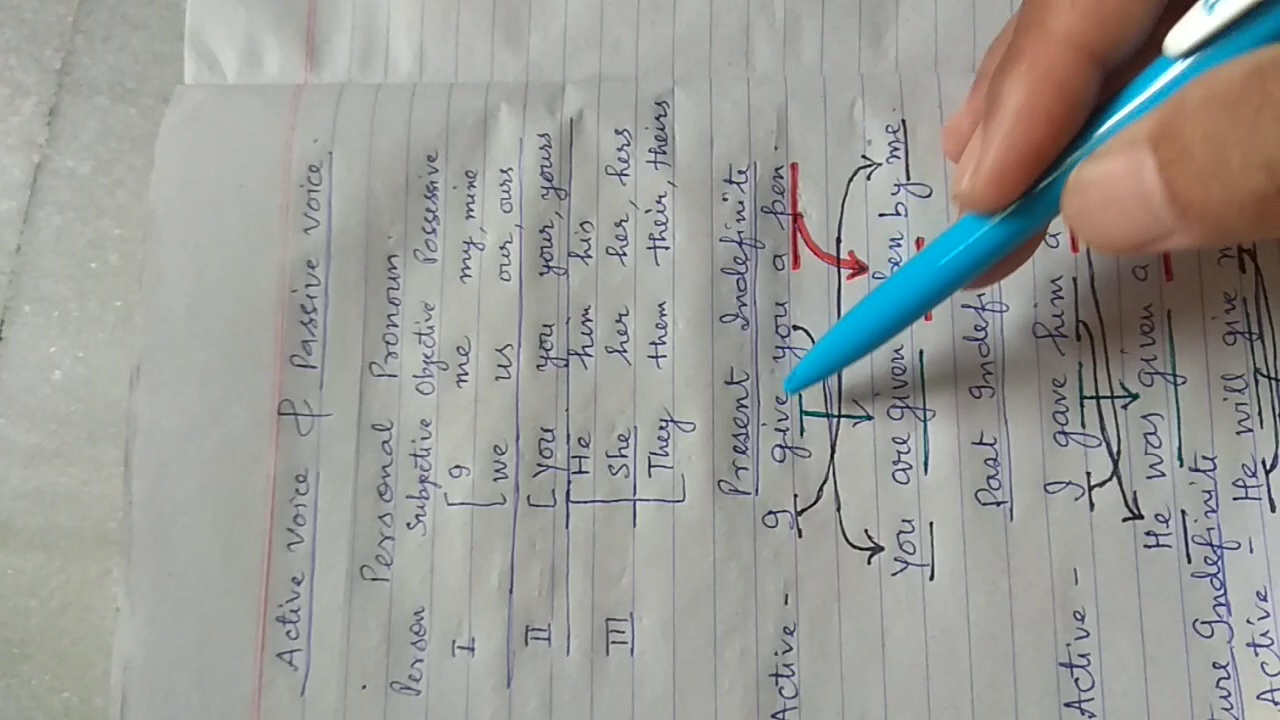 Active voice & Passive voice.
Personal Pronoun.
Person Subjective Objective Possessive
I I me my, mine
we us our, ours
II You you your, yours
He him his
III She her her, hers
They them their, theirs
Present Indefinite
Active - I give you a pen.
You are given pen by me.
Past Indefi
Active - I gave him a
He was given a
ture Indefinite
Active - He will give